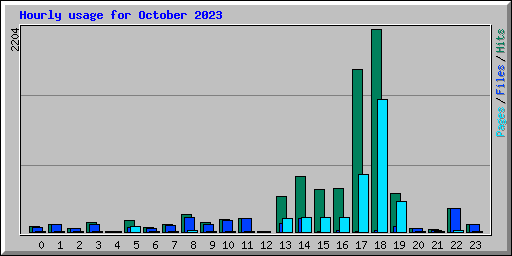 Hourly usage for October 2023
2204
Pages/Files/Hits
0 1 2 3 4 5 6 7 8 9 10 11 12 13 14 15 16 17 18 19 20 21 22 23